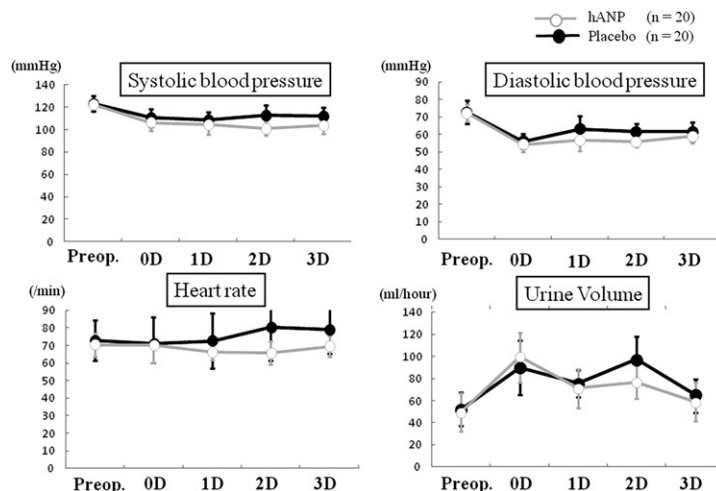 hANP (n = 20)
Placebo (n = 20)
(mmHg)
Systolic blood pressure
140
120
100
80
60
40
20
0
Preop. 0D 1D 2D 3D
(mmHg)
Diastolic blood pressure
90
80
70
60
50
40
30
20
10
0
Preop. 0D 1D 2D 3D
(/min)
Heart rate
90
80
70
60
50
40
30
20
10
0
Preop. 0D 1D 2D 3D
(ml/hour)
Urine Volume
140
120
100
80
60
40
20
0
Preop. 0D 1D 2D 3D